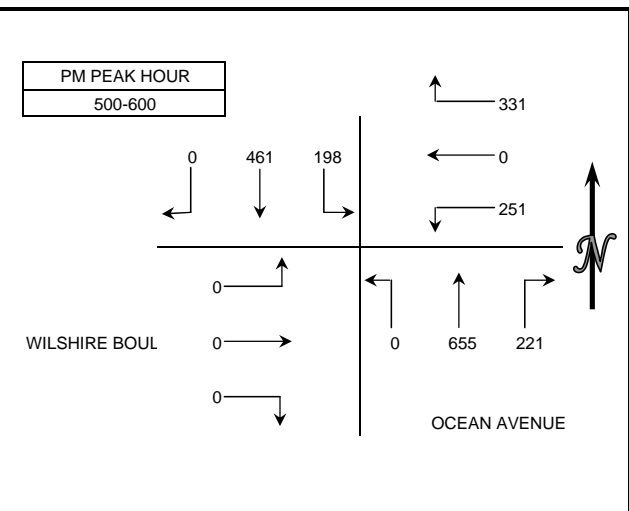 PM PEAK HOUR
500-600
331
0 461 198
0
251
0
N
WILSHIRE BOUL
0
0 655 221
0
OCEAN AVENUE